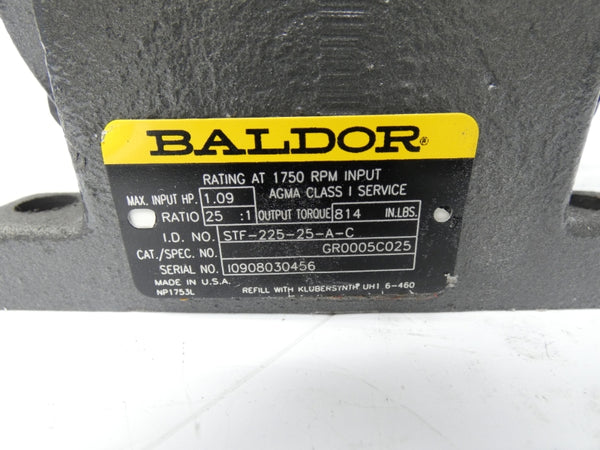 BALDOR®
RATING AT 1750 RPM INPUT
MAX. INPUT HP. 1.09 AGMA CLASS I SERVICE
RATIO 25 :1 OUTPUT TORQUE 814 IN.LBS.
I.D. NO. STF-225-25-A-C
CAT./SPEC. NO. GR0005C025
SERIAL NO. I0908030456
MADE IN U.S.A.
NP1753L REFILL WITH KLUBERSYNTH UH1 6-460